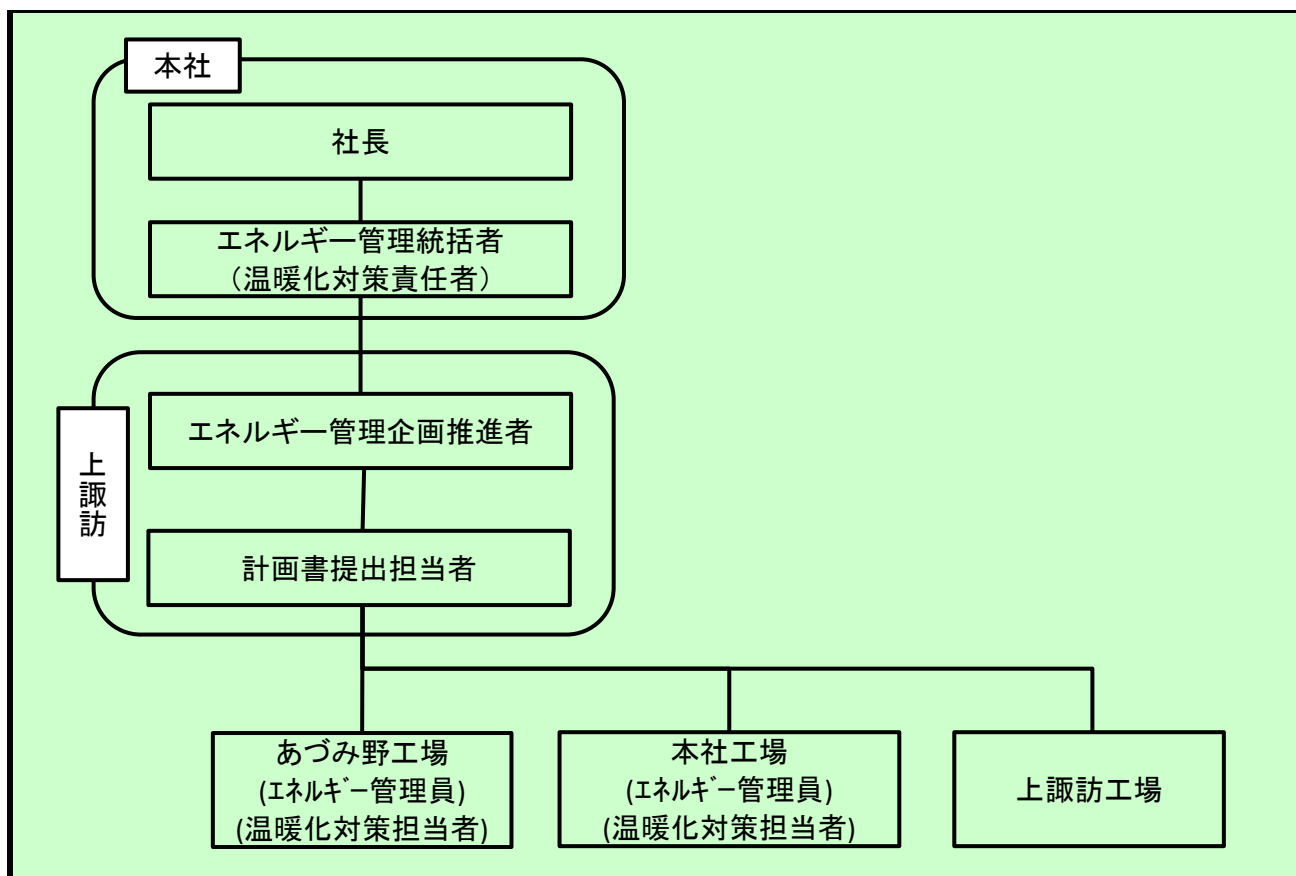 本社
社長
エネルギー管理統括者
（温暖化対策責任者）
上諏訪
エネルギー管理企画推進者
計画書提出担当者
あづみ野工場
(ｴﾈﾙｷﾞｰ管理員)
(温暖化対策担当者)
本社工場
(ｴﾈﾙｷﾞｰ管理員)
(温暖化対策担当者)
上諏訪工場